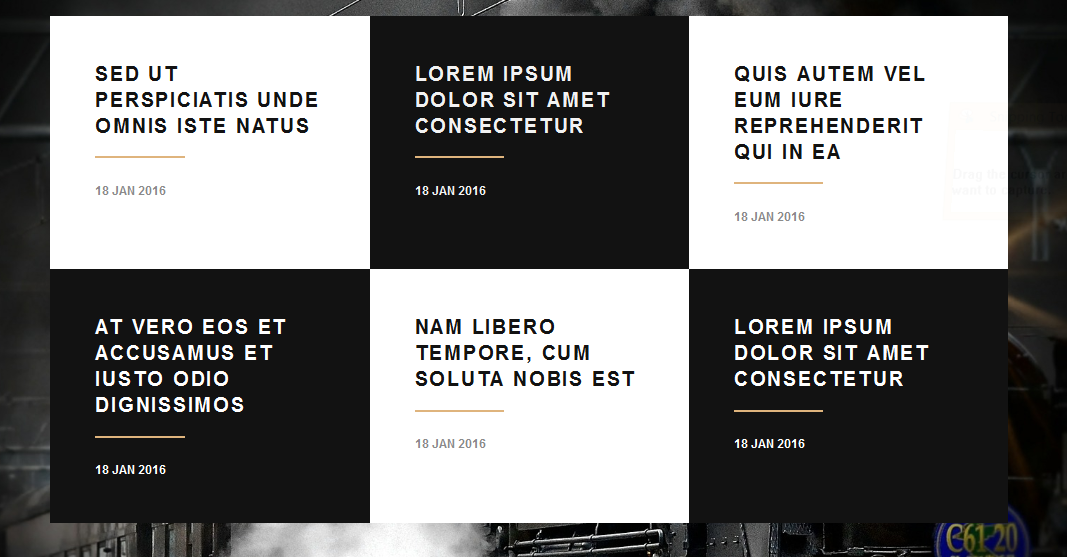 SED UT
PERSPICIATIS UNDE
OMNIS ISTE NATUS
18 JAN 2016
LOREM IPSUM
DOLOR SIT AMET
CONSECTETUR
18 JAN 2016
QUIS AUTEM VEL
EUM IURE
REPREHENDERIT
QUI IN EA
18 JAN 2016
AT VERO EOS ET
ACCUSAMUS ET
IUSTO ODIO
DIGNISSIMOS
18 JAN 2016
NAM LIBERO
TEMPORE, CUM
SOLUTA NOBIS EST
18 JAN 2016
LOREM IPSUM
DOLOR SIT AMET
CONSECTETUR
18 JAN 2016
C61-20